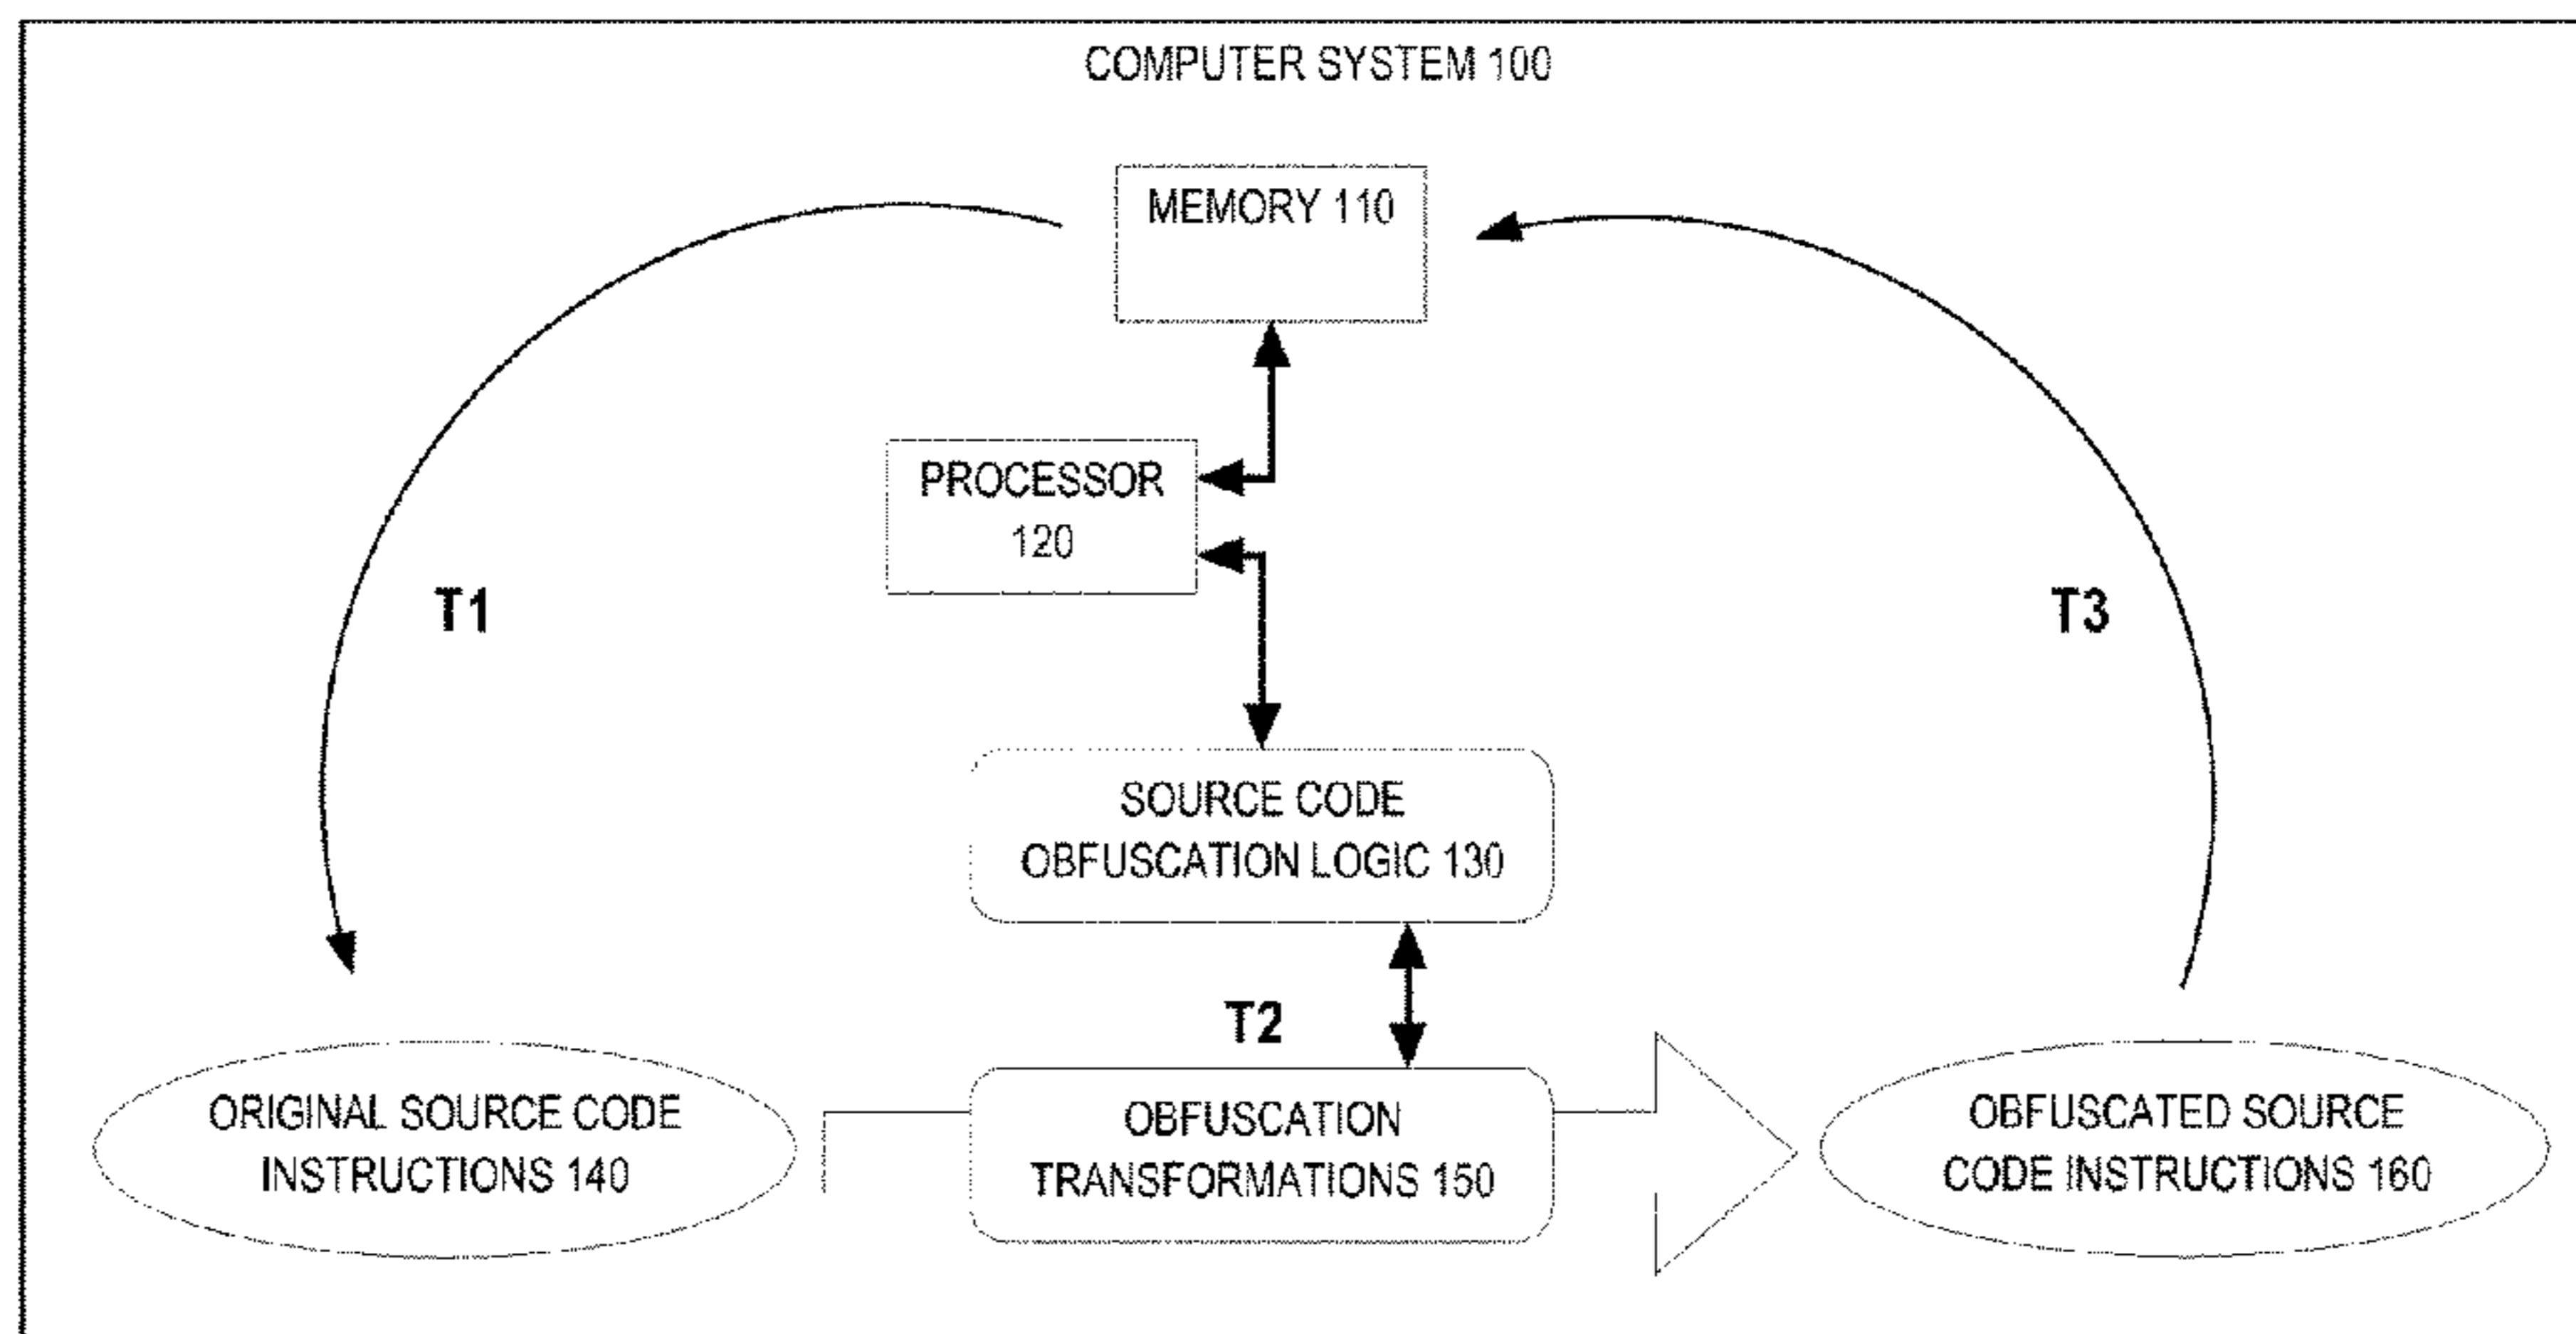 COMPUTER SYSTEM 100
MEMORY 110
PROCESSOR
120
T1
T3
SOURCE CODE
OBFUSCATION LOGIC 130
T2
ORIGINAL SOURCE CODE
INSTRUCTIONS 140
OBFUSCATION
TRANSFORMATIONS 150
OBFUSCATED SOURCE
CODE INSTRUCTIONS 160